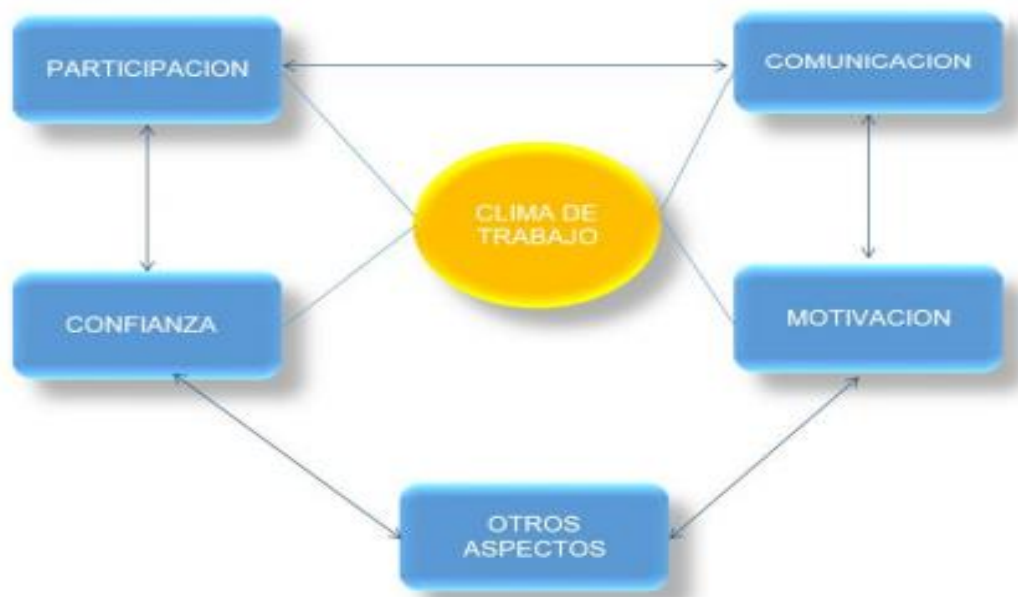 PARTICIPACION
COMUNICACION
CLIMA DE
TRABAJO
CONFIANZA
MOTIVACION
OTROS
ASPECTOS